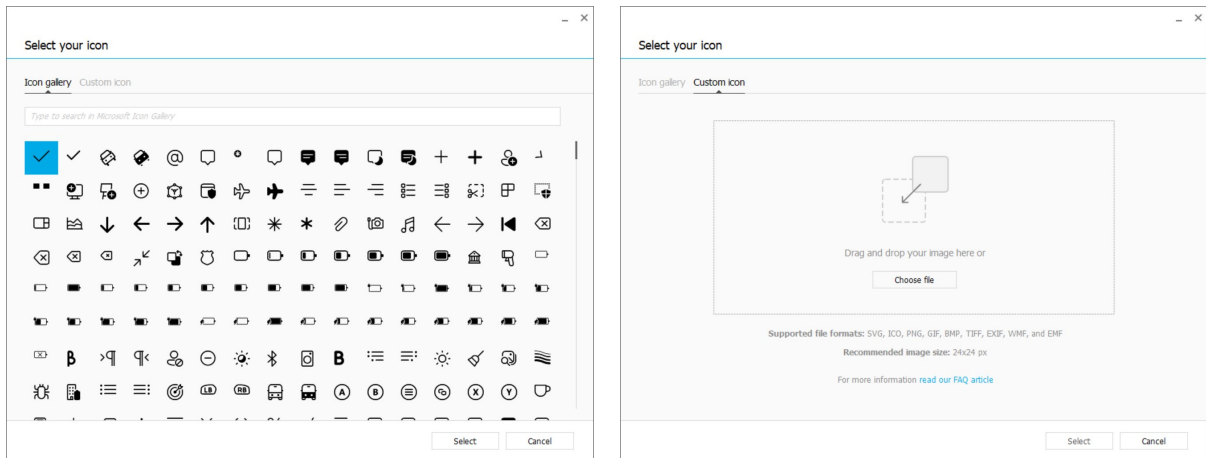 Select your icon
Icon gallery Custom icon
Type to search in Microsoft Icon Gallery
Select Cancel
Select your icon
Icon gallery Custom icon
Drag and drop your image here or
Choose file
Supported file formats: SVG, ICO, PNG, GIF, BMP, TIFF, EXIF, WMF, and EMF
Recommended image size: 24x24 px
For more information read our FAQ article
Select Cancel